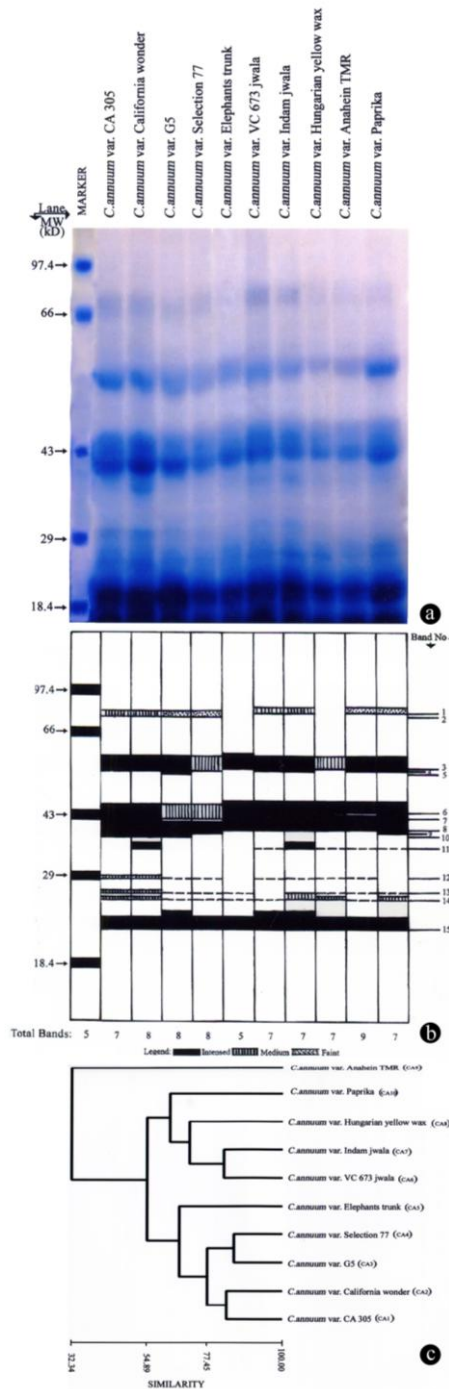 C.annuum var. CA 305
C.annuum var. California wonder
C.annuum var. G5
C.annuum var. Selection 77
C.annuum var. Elephants trunk
C.annuum var. VC 673 jwala
C.annuum var. Indam jwala
C.annuum var. Hungarian yellow wax
C.annuum var. Anahein TMR
C.annuum var. Paprika
MARKER
Lane
MW
(kD)
97.4
66
43
29
18.4
a
Band No
97.4
66
43
29
18.4
1
2
3
5
6
7
8
10
11
12
13
14
15
b
Total Bands: 5 7 8 8 8 5 7 7 7 9 7
Legend: Intensed Medium Faint
C.annuum var. Anahein TMR (CA9)
C.annuum var. Paprika (CA10)
C.annuum var. Hungarian yellow wax (CA8)
C.annuum var. Indam jwala (CA7)
C.annuum var. VC 673 jwala (CA6)
C.annuum var. Elephants trunk (CA5)
C.annuum var. Selection 77 (CA4)
C.annuum var. G5 (CA3)
C.annuum var. California wonder (CA2)
C.annuum var. CA 305 (CA1)
32.34 54.89 77.45 100.00
SIMILARITY
c